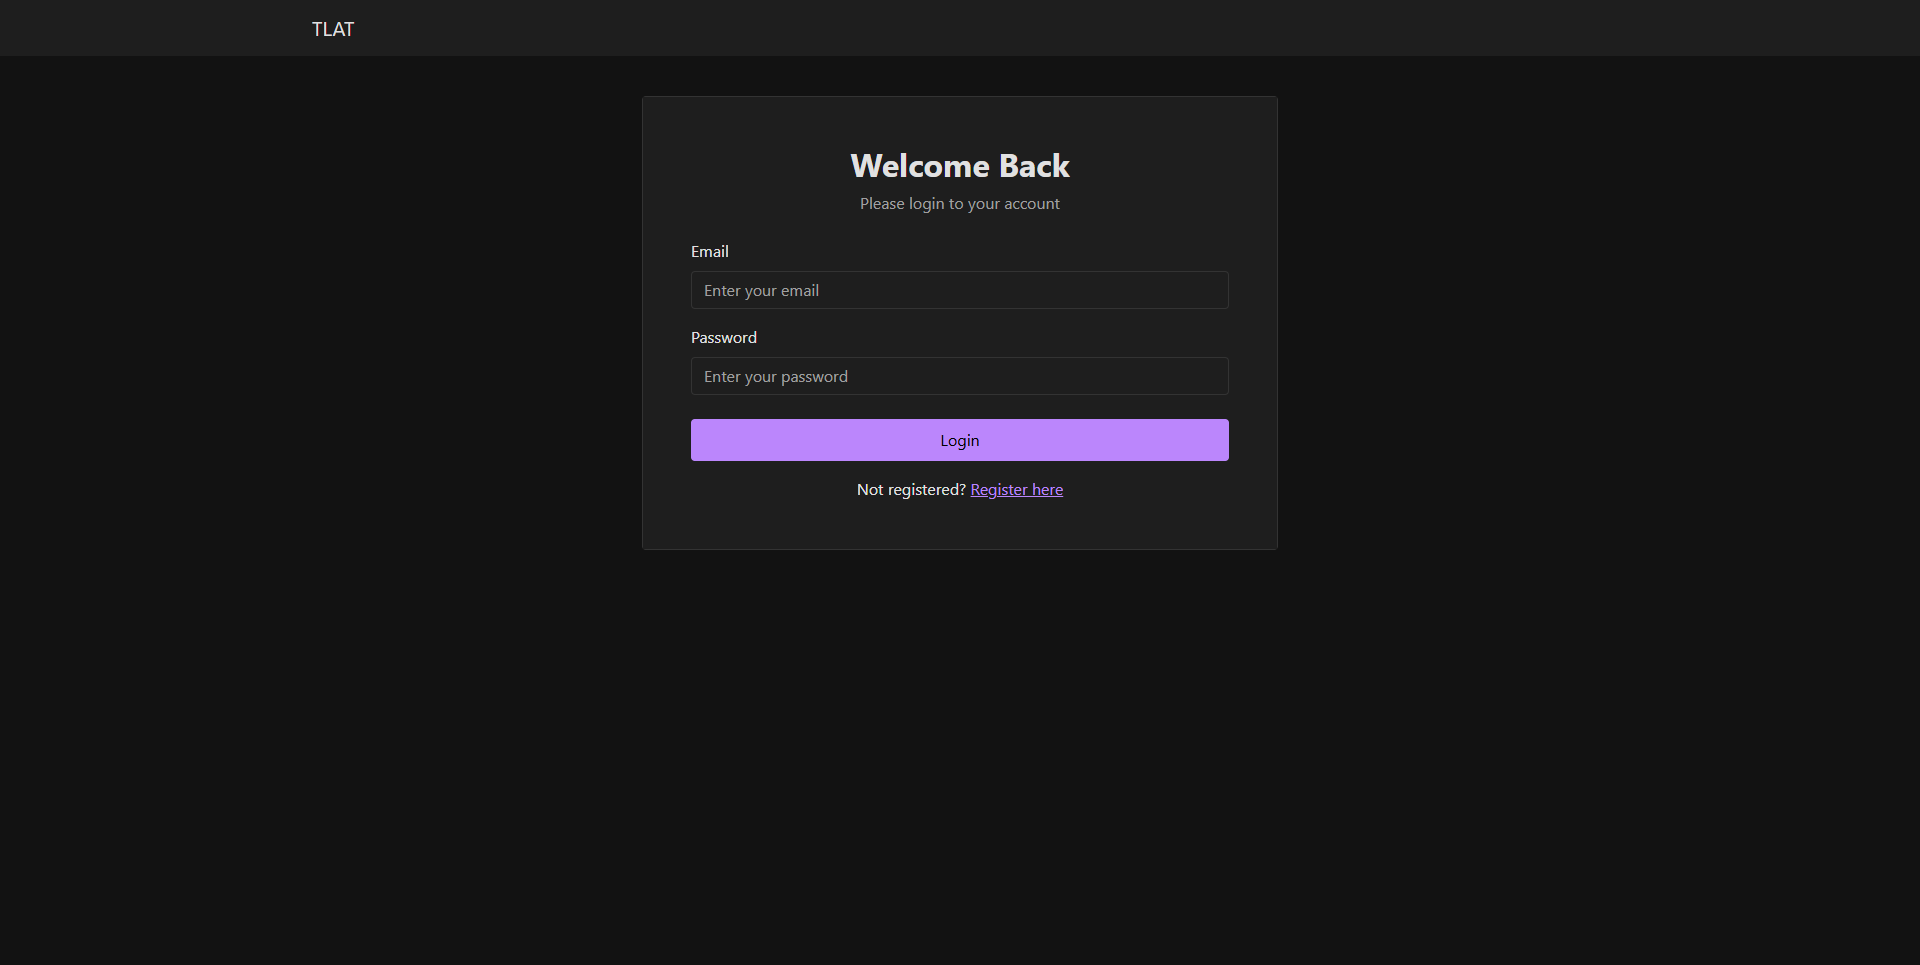 TLAT
Welcome Back
Please login to your account
Email
Enter your email
Password
Enter your password
Login
Not registered? Register here